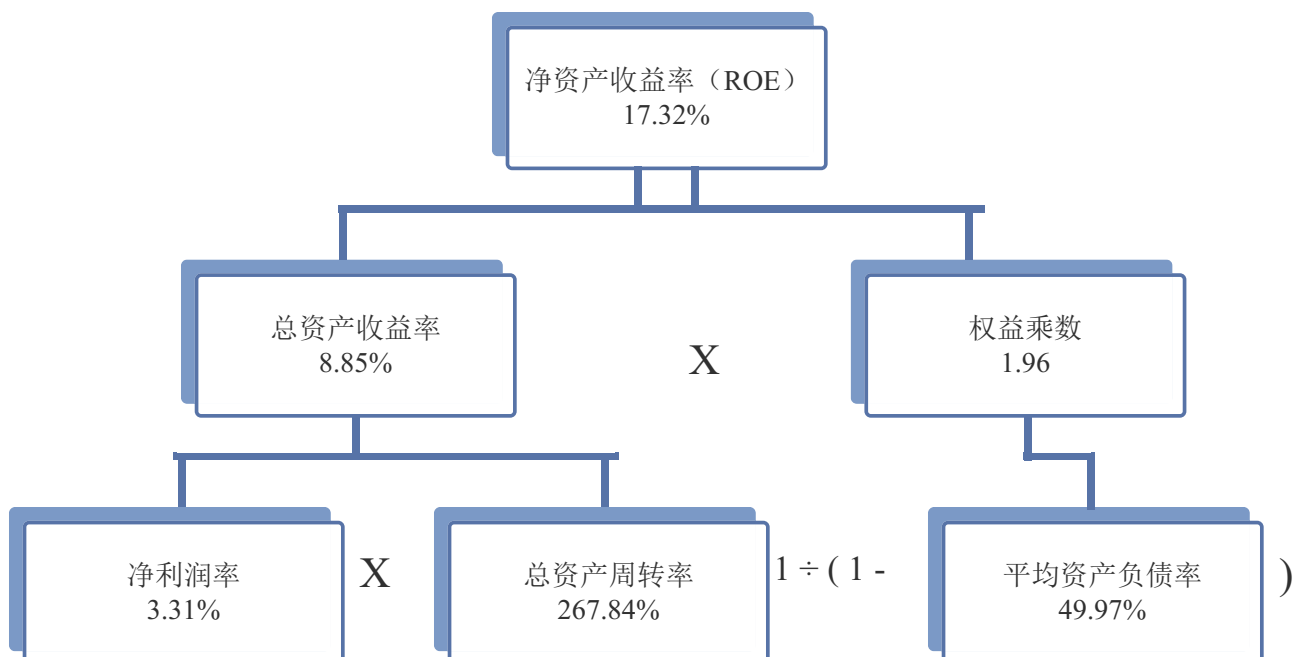 净资产收益率（ROE）
17.32%
总资产收益率
8.85%
X
权益乘数
1.96
净利润率
3.31%
X
总资产周转率
267.84%
1 ÷ ( 1 -
平均资产负债率
49.97%
)